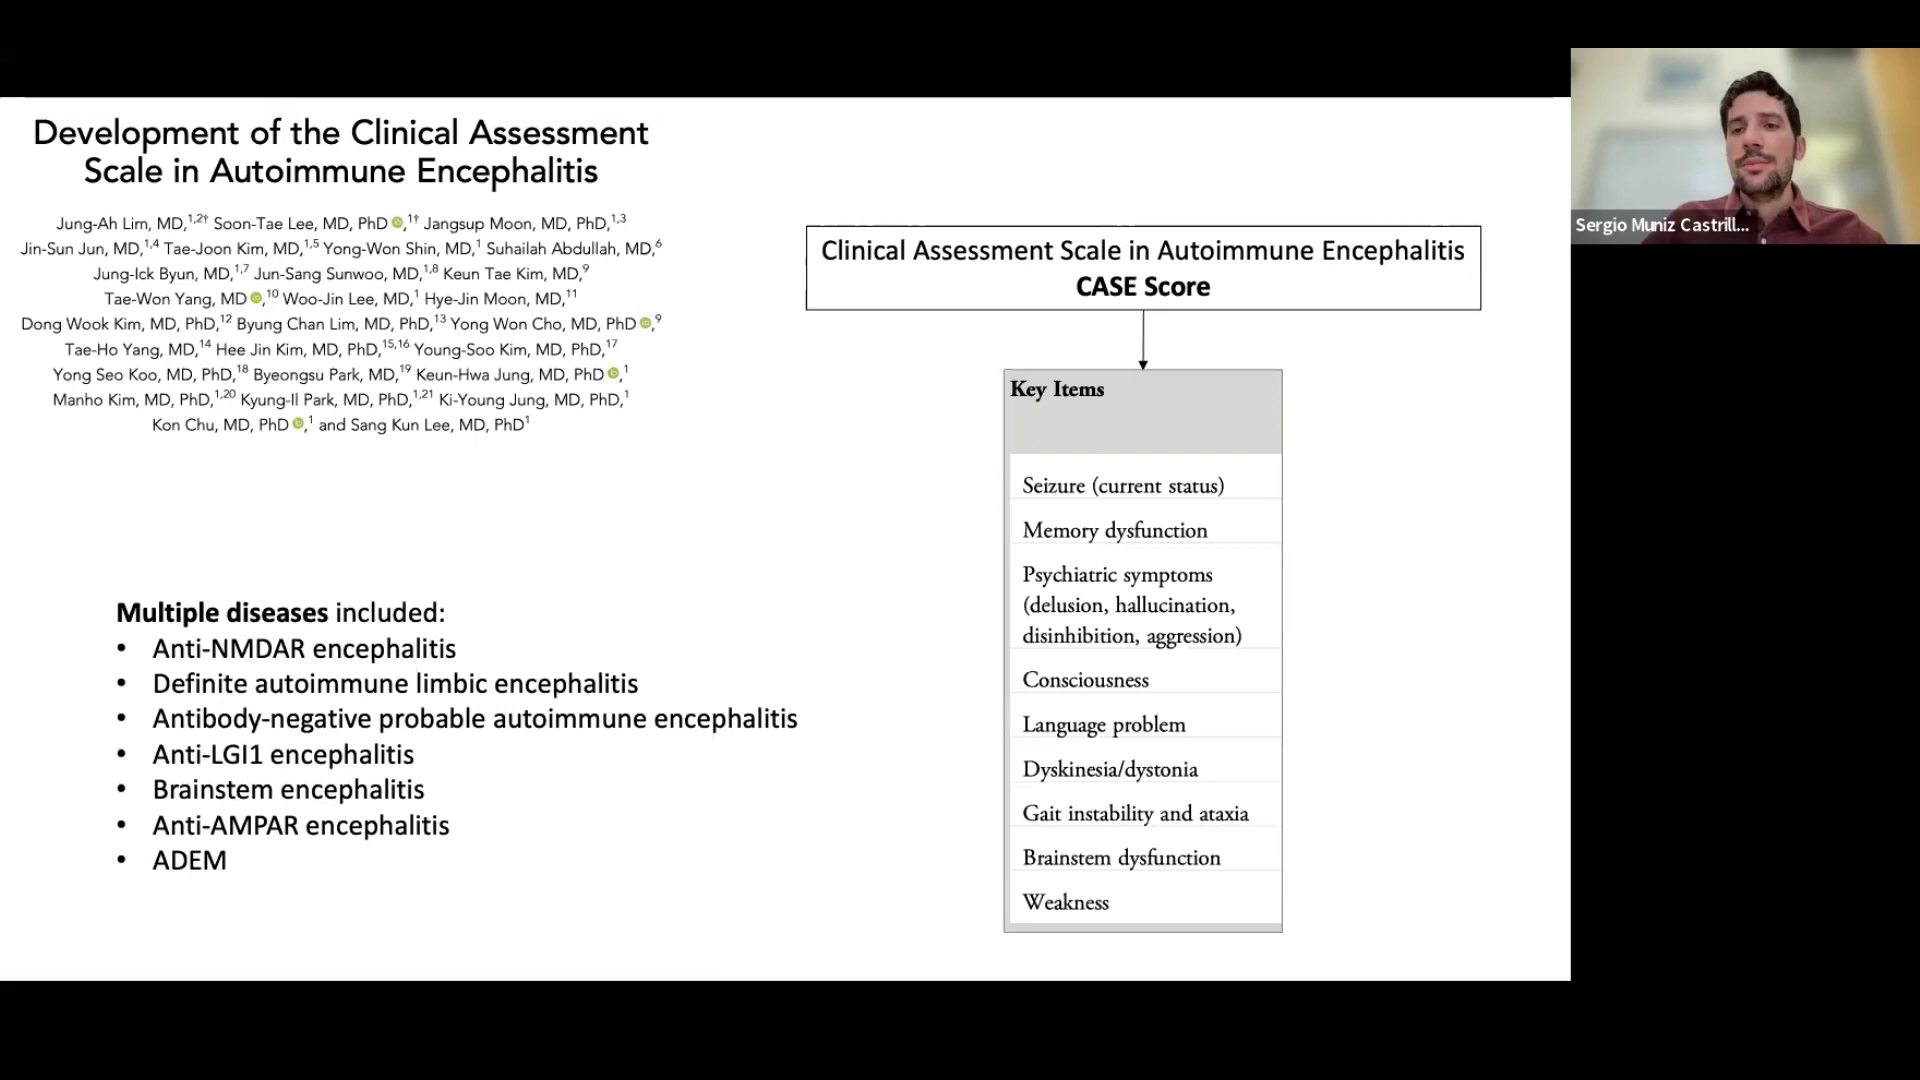 Development of the Clinical Assessment
Scale in Autoimmune Encephalitis
Jung-Ah Lim, MD,1,2† Soon-Tae Lee, MD, PhD,1† Jangsup Moon, MD, PhD,1,3
Jin-Sun Jun, MD,1,4 Tae-Joon Kim, MD,1,5 Yong-Won Shin, MD,1 Suhailah Abdullah, MD,6
Jung-Ick Byun, MD,1,7 Jun-Sang Sunwoo, MD,1,8 Keun Tae Kim, MD,9
Tae-Won Yang, MD,10 Woo-Jin Lee, MD,1 Hye-Jin Moon, MD,11
Dong Wook Kim, MD, PhD,12 Byung Chan Lim, MD, PhD,13 Yong Won Cho, MD, PhD,9
Tae-Ho Yang, MD,14 Hee Jin Kim, MD, PhD,15,16 Young-Soo Kim, MD, PhD,17
Yong Seo Koo, MD, PhD,18 Byeongsu Park, MD,19 Keun-Hwa Jung, MD, PhD,1
Manho Kim, MD, PhD,1,20 Kyung-Il Park, MD, PhD,1,21 Ki-Young Jung, MD, PhD,1
Kon Chu, MD, PhD,1 and Sang Kun Lee, MD, PhD1
Multiple diseases included:
• Anti-NMDAR encephalitis
• Definite autoimmune limbic encephalitis
• Antibody-negative probable autoimmune encephalitis
• Anti-LGI1 encephalitis
• Brainstem encephalitis
• Anti-AMPAR encephalitis
• ADEM
Clinical Assessment Scale in Autoimmune Encephalitis
CASE Score
Key Items
Seizure (current status)
Memory dysfunction
Psychiatric symptoms
(delusion, hallucination,
disinhibition, aggression)
Consciousness
Language problem
Dyskinesia/dystonia
Gait instability and ataxia
Brainstem dysfunction
Weakness
Sergio Muniz Castrill...